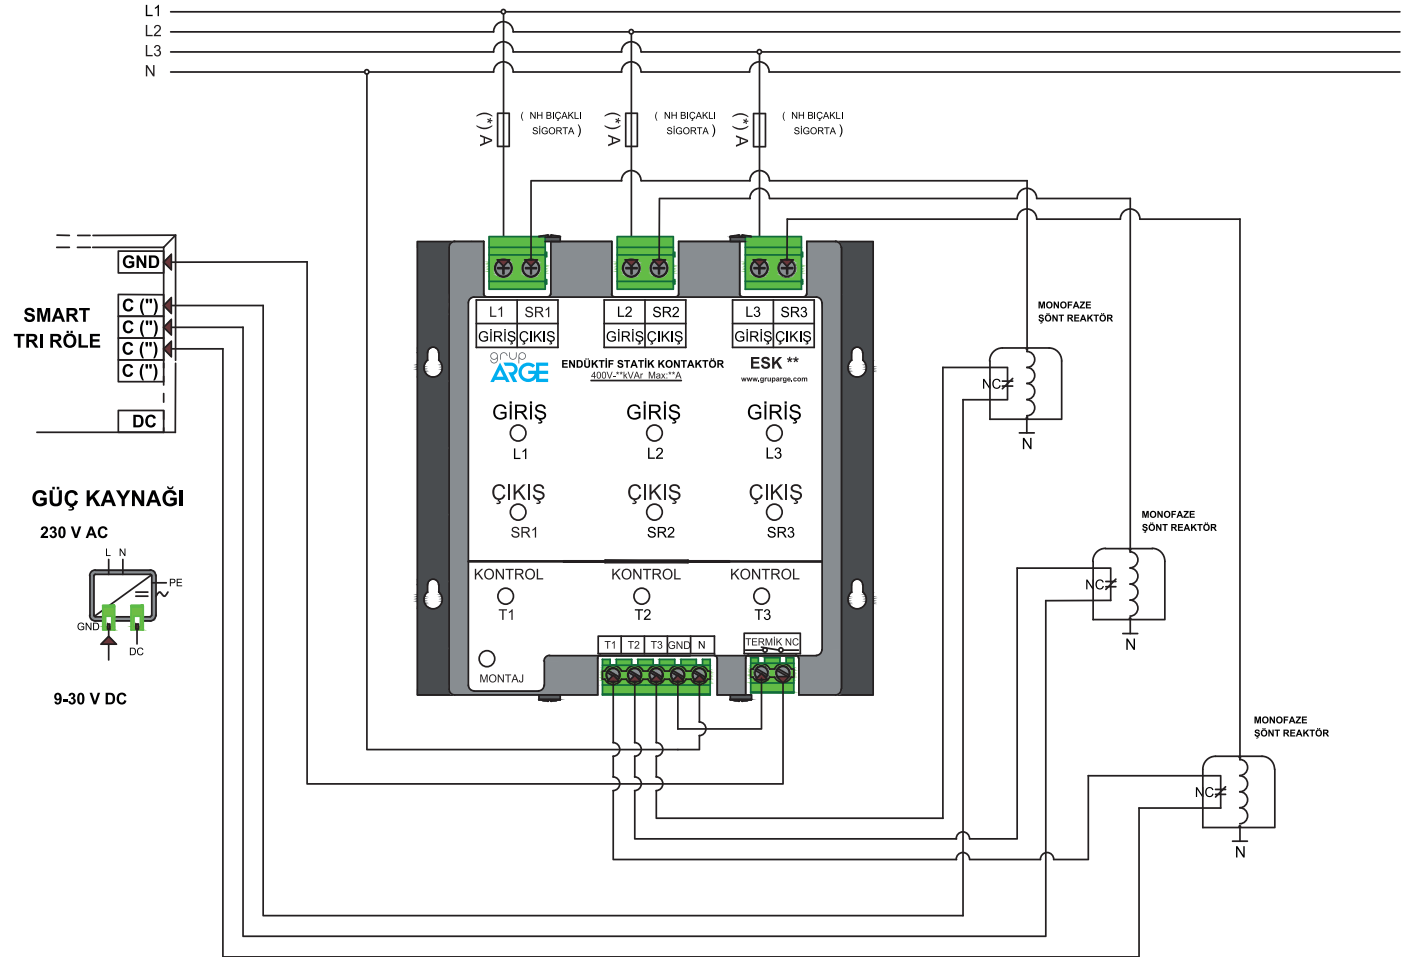 L1
L2
L3
N
(*) A
( NH BIÇAKLI
SİGORTA )
(*) A
( NH BIÇAKLI
SİGORTA )
(*) A
( NH BIÇAKLI
SİGORTA )
GND
C (")
C (")
C (")
C (")
DC
SMART
TRI RÖLE
L1 SR1
GİRİŞ ÇIKIŞ
L2 SR2
GİRİŞ ÇIKIŞ
L3 SR3
GİRİŞ ÇIKIŞ
grup
ARGE
ENDÜKTİF STATİK KONTAKTÖR
400V-**kVAr Max:**A
ESK **
www.gruparge.com
GİRİŞ
L1
GİRİŞ
L2
GİRİŞ
L3
ÇIKIŞ
SR1
ÇIKIŞ
SR2
ÇIKIŞ
SR3
KONTROL
T1
KONTROL
T2
KONTROL
T3
MONTAJ
T1 T2 T3 GND N
TERMİK NC
MONOFAZE
ŞÖNT REAKTÖR
NC
N
MONOFAZE
ŞÖNT REAKTÖR
NC
N
MONOFAZE
ŞÖNT REAKTÖR
NC
N
GÜÇ KAYNAĞI
230 V AC
L N
PE
GND
DC
9-30 V DC